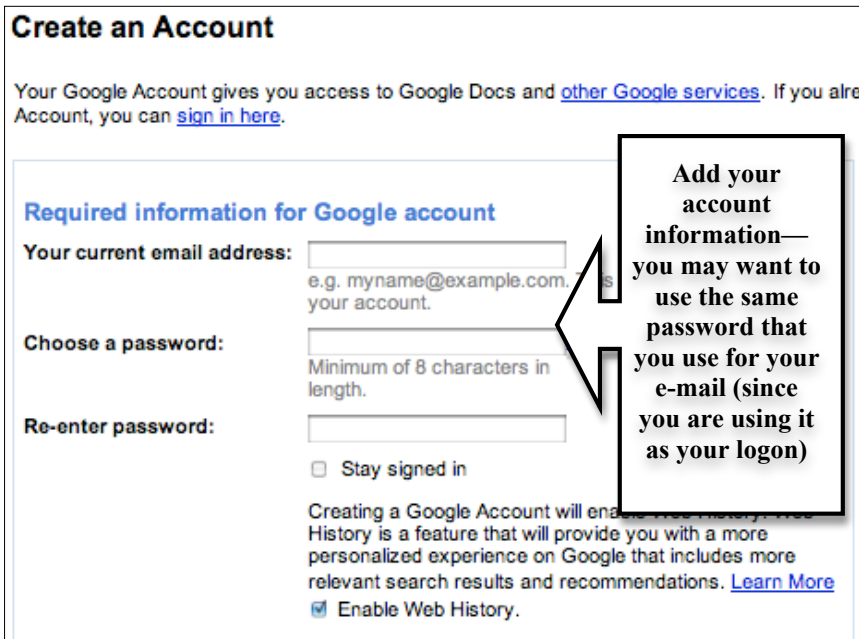 Create an Account
Your Google Account gives you access to Google Docs and other Google services. If you alre
Account, you can sign in here.
Required information for Google account
Your current email address:
e.g. myname@example.com.
your account.
Choose a password:
Minimum of 8 characters in
length.
Re-enter password:
Stay signed in
Creating a Google Account will enable Web History. Web
History is a feature that will provide you with a more
personalized experience on Google that includes more
relevant search results and recommendations. Learn More
Enable Web History.
Add your
account
information—
you may want to
use the same
password that
you use for your
e-mail (since
you are using it
as your logon)